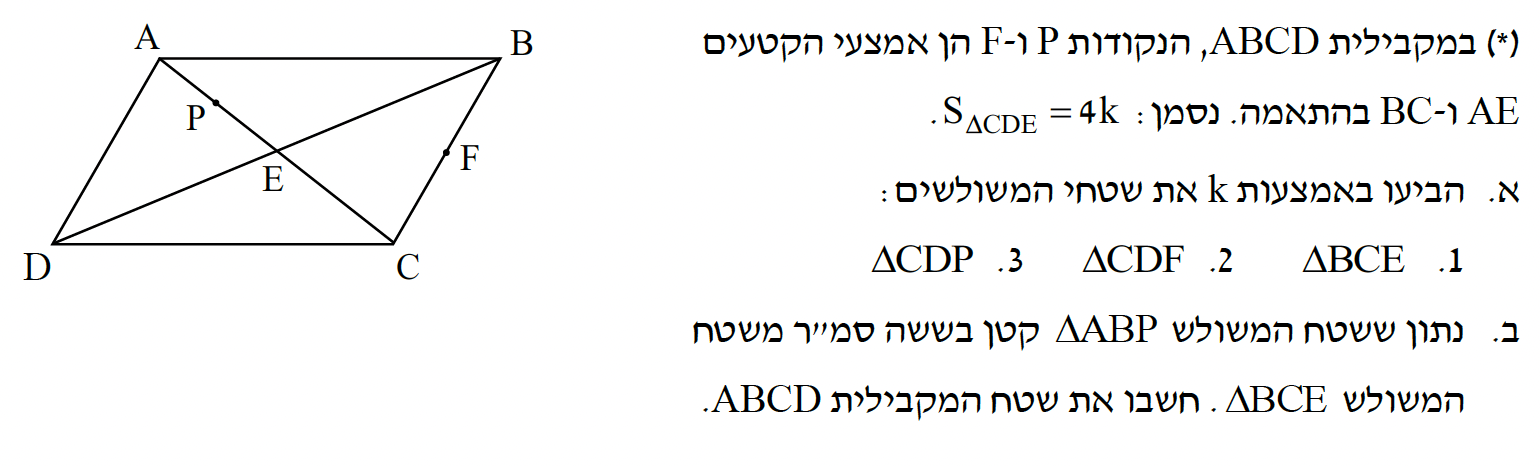 (*) במקבילית ABCD, הנקודות P ו-F הן אמצעי הקטעים
AE ו-BC בהתאמה. נסמן: S_ΔCDE = 4k.
א. הביעו באמצעות k את שטחי המשולשים:
1. ΔBCE 2. ΔCDF 3. ΔCDP
ב. נתון ששטח המשולש ΔABP קטן בששה סמ״ר משטח
המשולש ΔBCE. חשבו את שטח המקבילית ABCD.
A
B
P
F
E
D
C